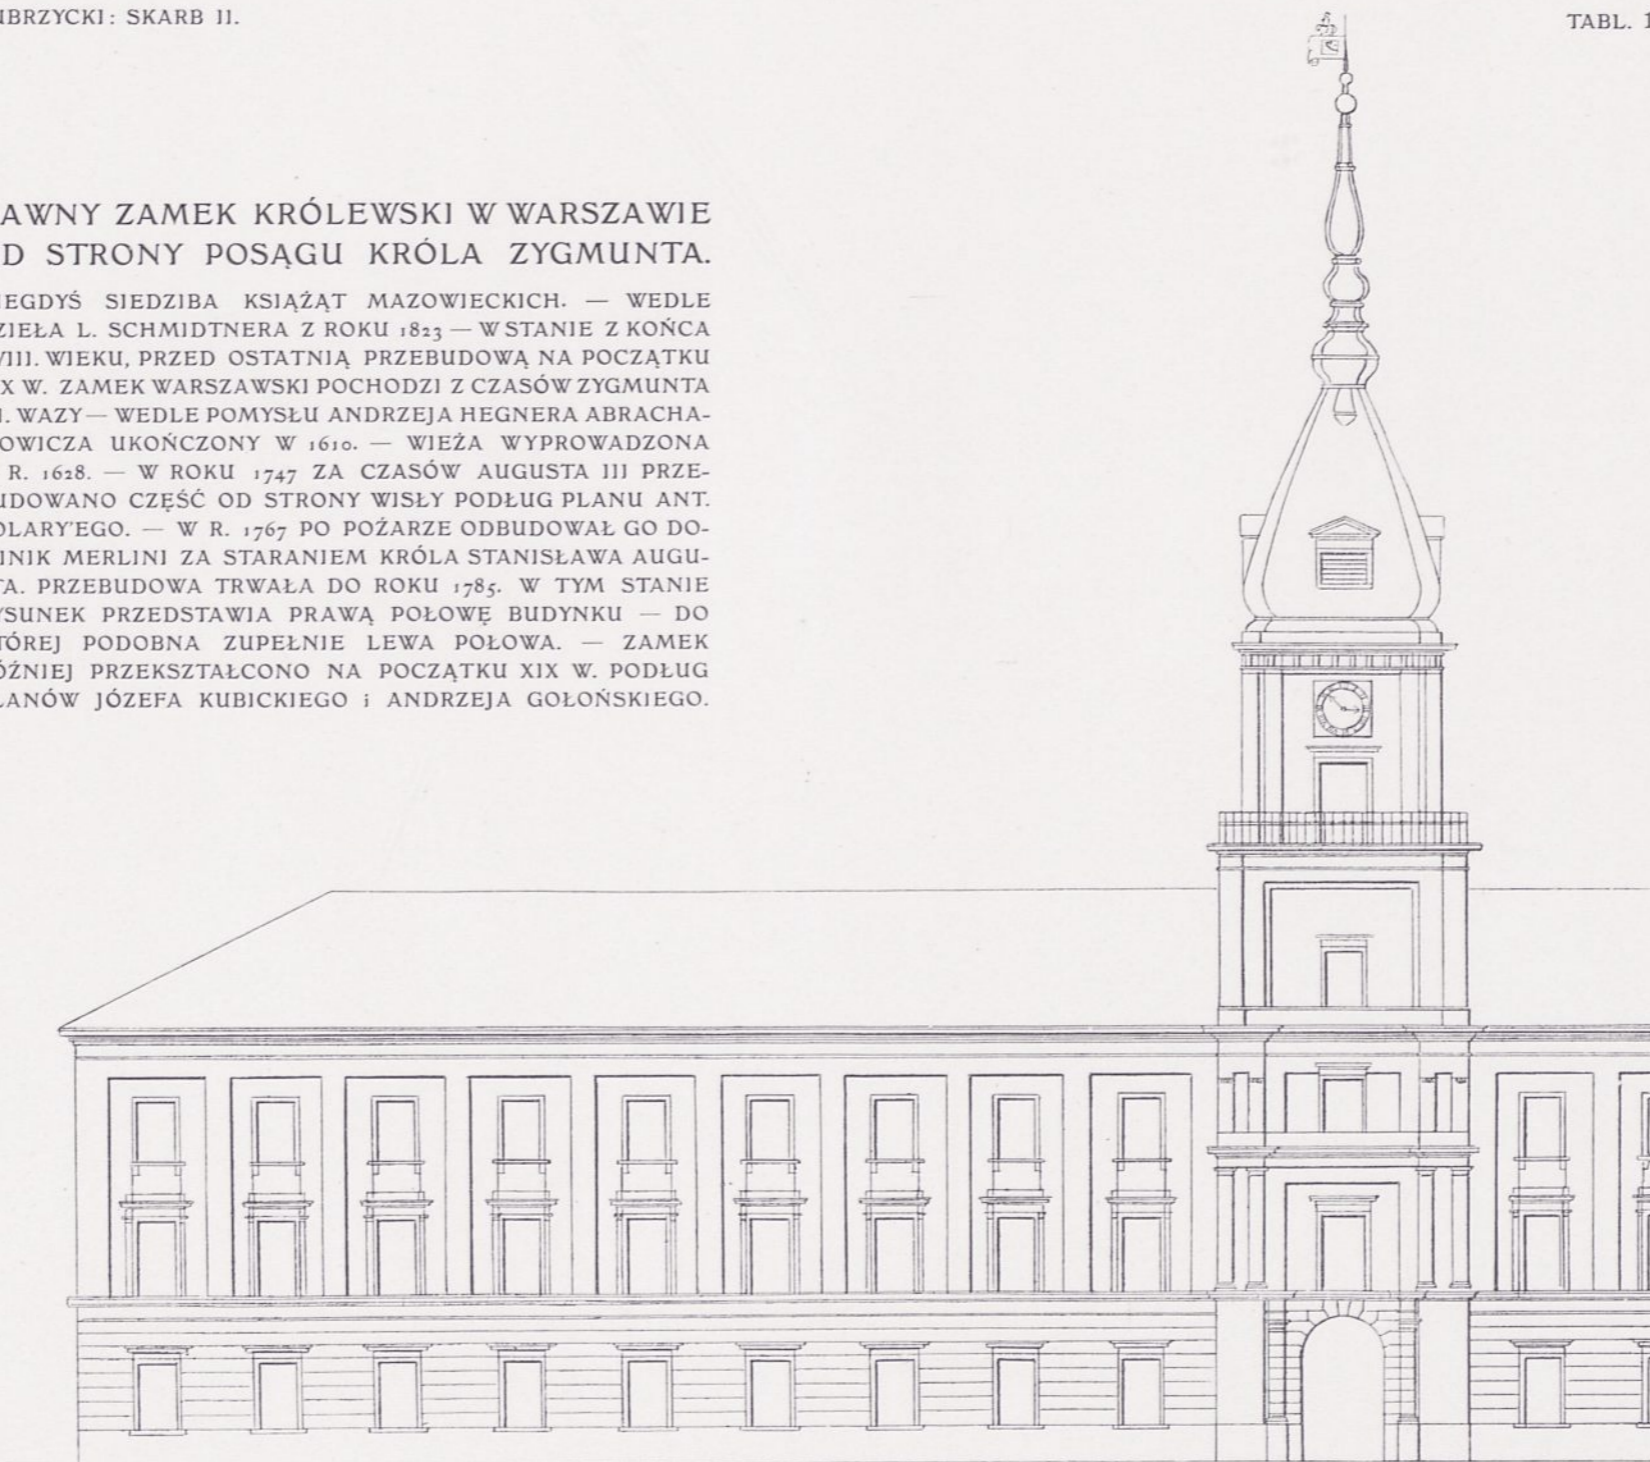 IBRZYCKI: SKARB II.
TABL. 1
AWNY ZAMEK KRÓLEWSKI W WARSZAWIE
D STRONY POSĄGU KRÓLA ZYGMUNTA.
IEGDYŚ SIEDZIBA KSIĄŻĄT MAZOWIECKICH. — WEDLE
ZIEŁA L. SCHMIDTNERA Z ROKU 1823 — W STANIE Z KOŃCA
VIII. WIEKU, PRZED OSTATNIĄ PRZEBUDOWĄ NA POCZĄTKU
X W. ZAMEK WARSZAWSKI POCHODZI Z CZASÓW ZYGMUNTA
I. WAZY — WEDLE POMYSŁU ANDRZEJA HEGNERA ABRACHA-
OWICZA UKOŃCZONY W 1610. — WIEŻA WYPROWADZONA
R. 1628. — W ROKU 1747 ZA CZASÓW AUGUSTA III PRZE-
UDOWANO CZĘŚĆ OD STRONY WISŁY PODŁUG PLANU ANT.
OLARY'EGO. — W R. 1767 PO POŻARZE ODBUDOWAŁ GO DO-
INIK MERLINI ZA STARANIEM KRÓLA STANISŁAWA AUGU-
TA. PRZEBUDOWA TRWAŁA DO ROKU 1785. W TYM STANIE
YSUNEK PRZEDSTAWIA PRAWĄ POŁOWĘ BUDYNKU — DO
TÓREJ PODOBNA ZUPEŁNIE LEWA POŁOWA. — ZAMEK
ÓŹNIEJ PRZEKSZTAŁCONO NA POCZĄTKU XIX W. PODŁUG
LANÓW JÓZEFA KUBICKIEGO i ANDRZEJA GOŁOŃSKIEGO.